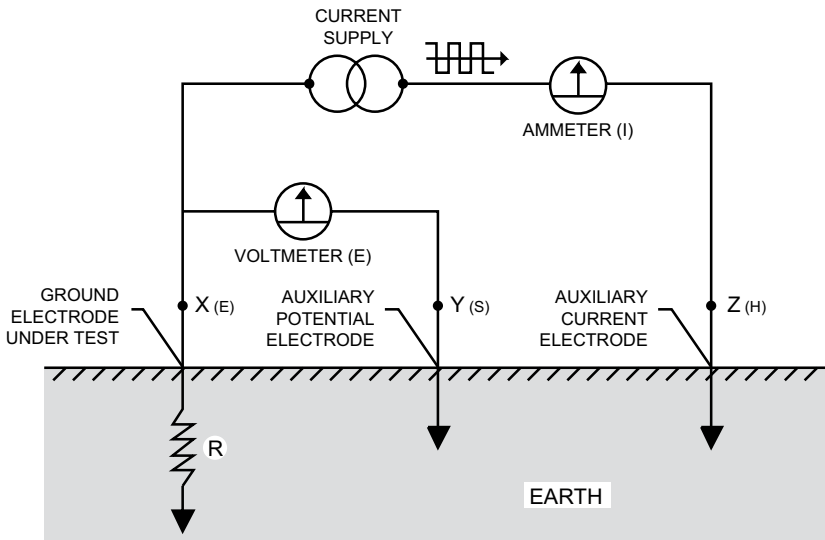 CURRENT
SUPPLY
AMMETER (I)
VOLTMETER (E)
GROUND
ELECTRODE
UNDER TEST
X (E)
AUXILIARY
POTENTIAL
ELECTRODE
Y (S)
AUXILIARY
CURRENT
ELECTRODE
Z (H)
R
EARTH